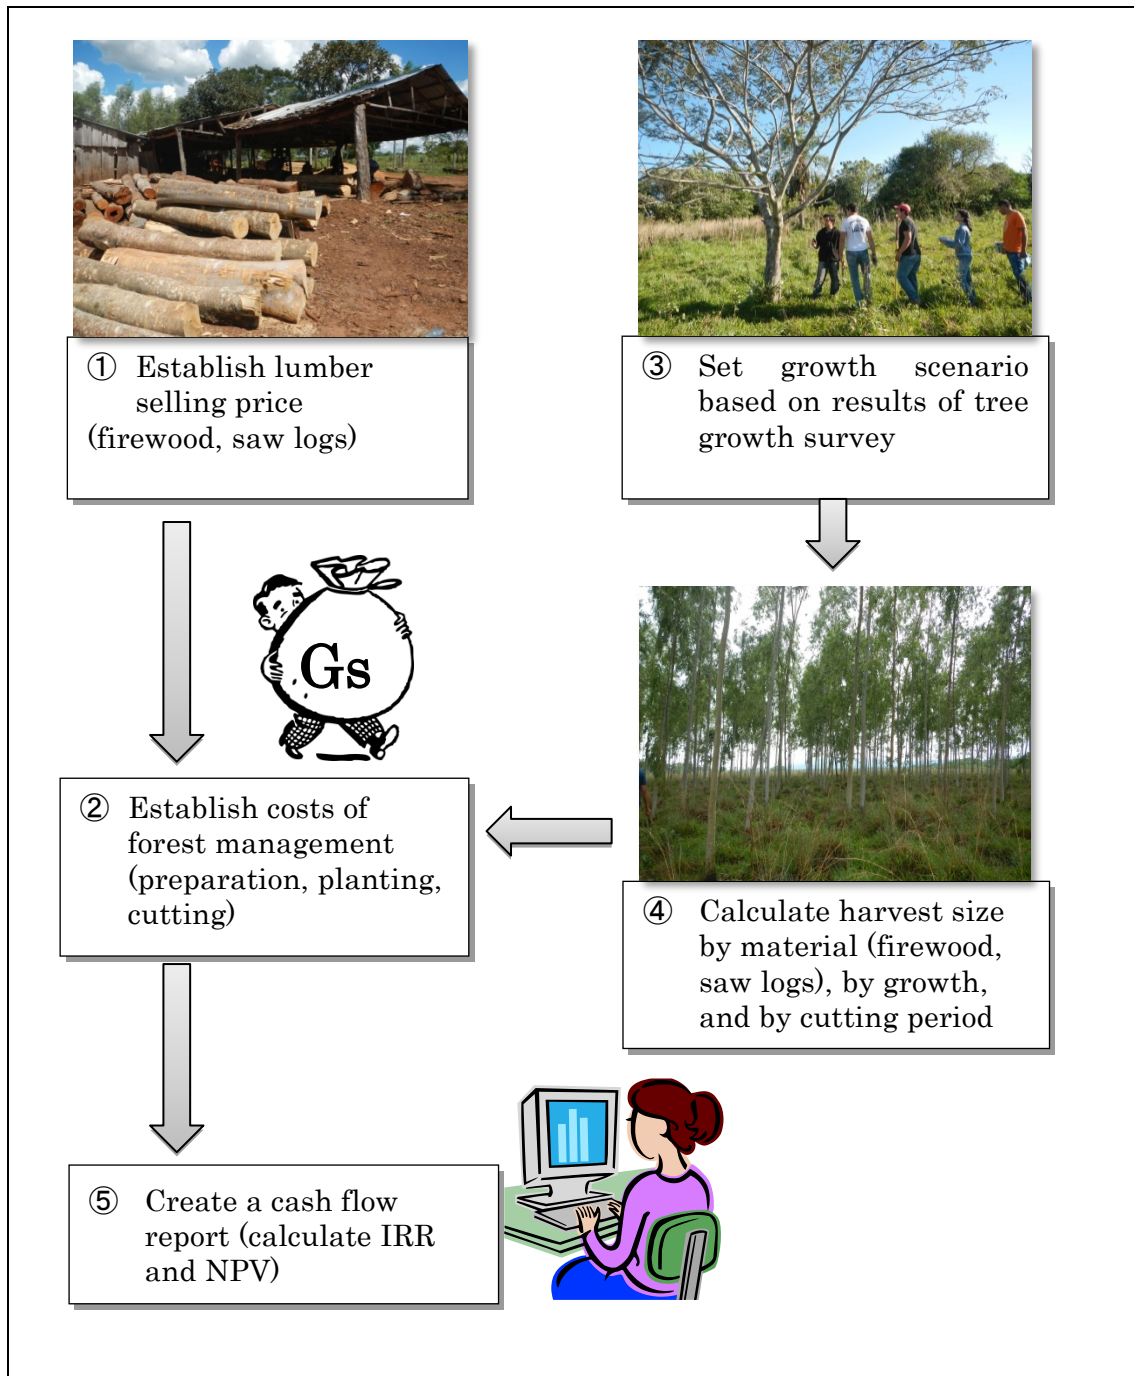 ① Establish lumber
selling price
(firewood, saw logs)
③ Set growth scenario
based on results of tree
growth survey
Gs
② Establish costs of
forest management
(preparation, planting,
cutting)
④ Calculate harvest size
by material (firewood,
saw logs), by growth,
and by cutting period
⑤ Create a cash flow
report (calculate IRR
and NPV)